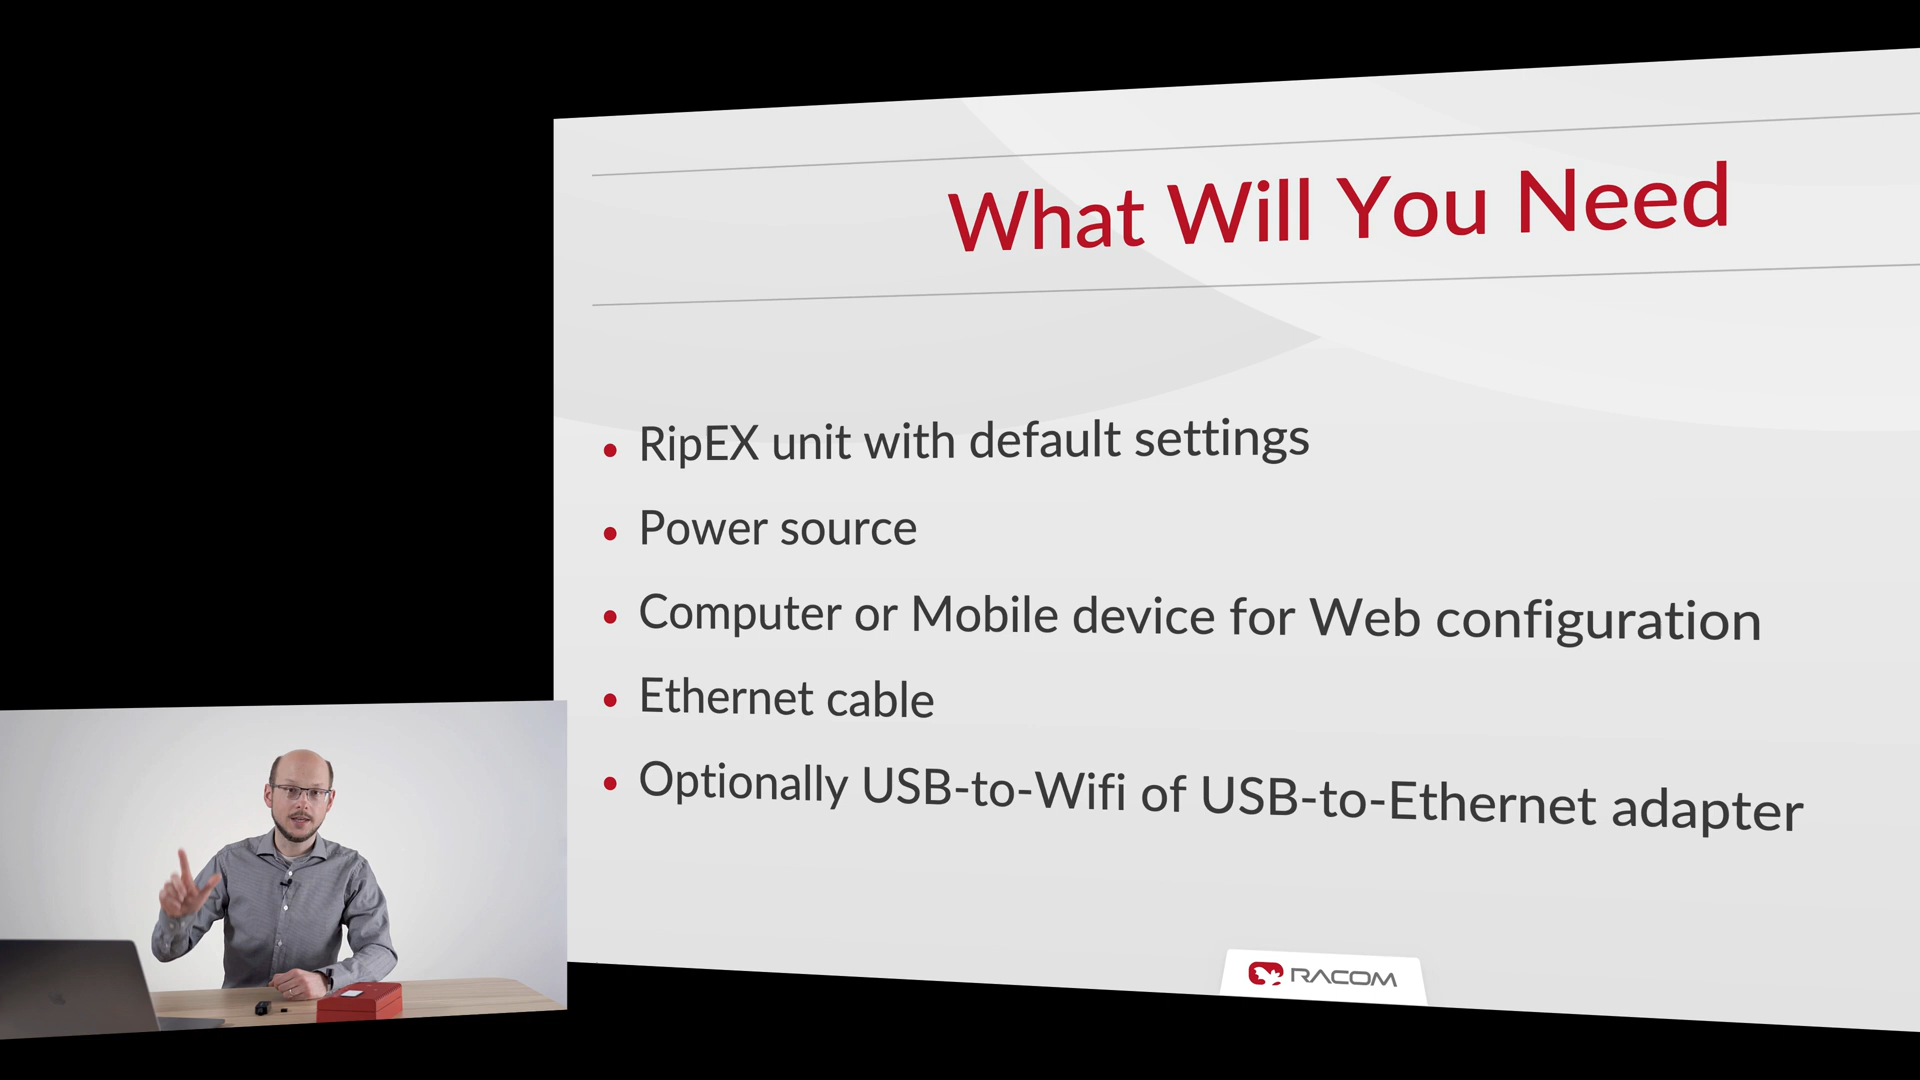 What Will You Need
RipEX unit with default settings
Power source
Computer or Mobile device for Web configuration
Ethernet cable
Optionally USB-to-Wifi of USB-to-Ethernet adapter
RACOM